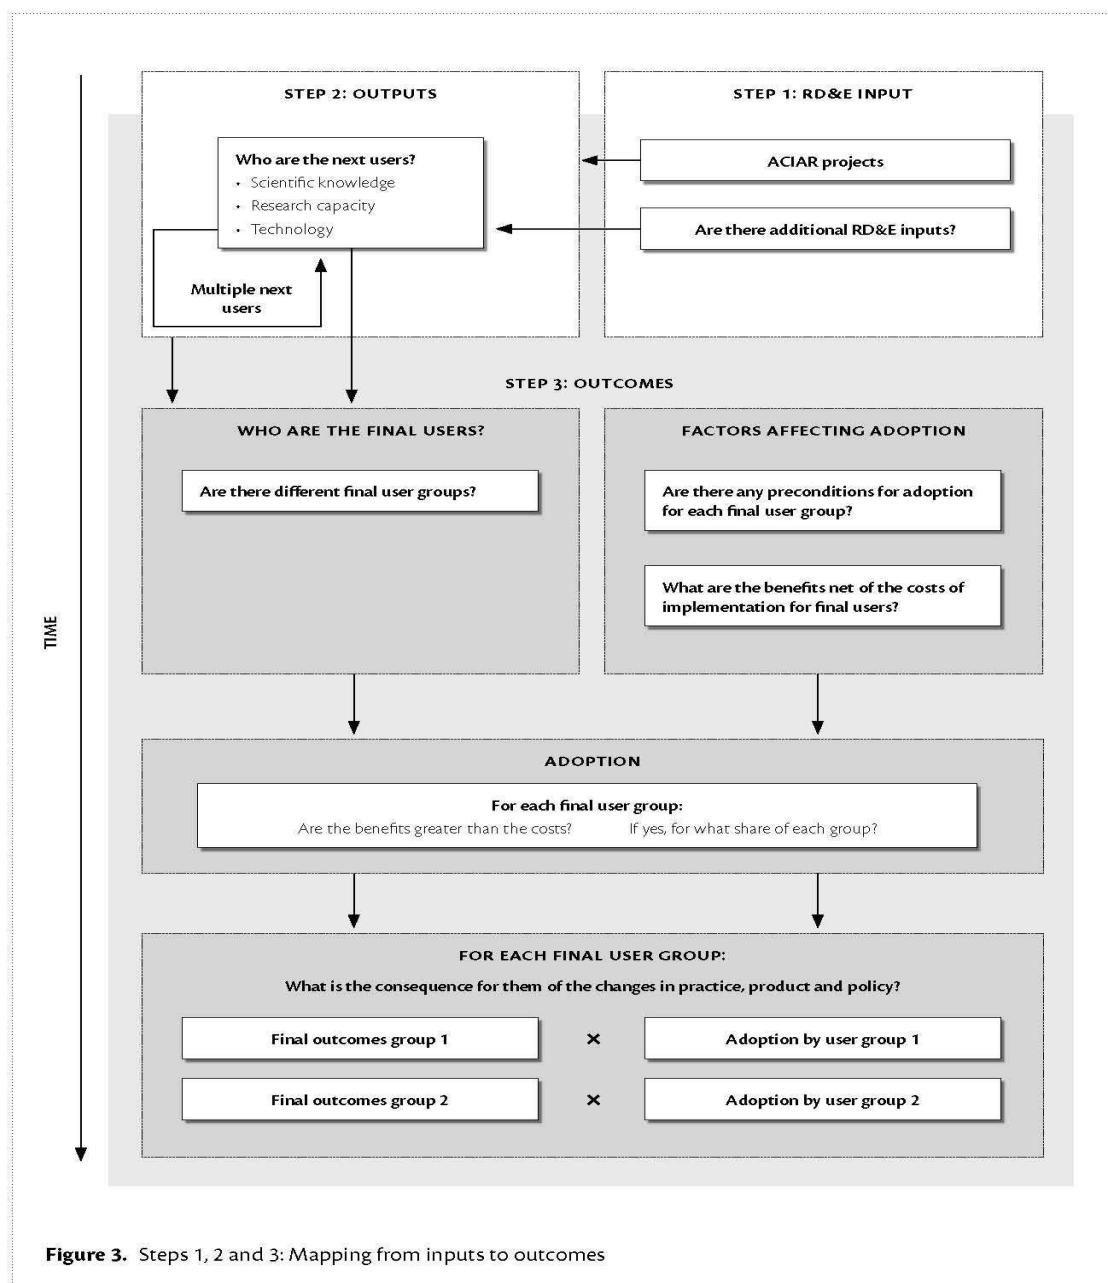 STEP 2: OUTPUTS
Who are the next users?
• Scientific knowledge
• Research capacity
• Technology
Multiple next
users
STEP 1: RD&E INPUT
ACIAR projects
Are there additional RD&E inputs?
STEP 3: OUTCOMES
WHO ARE THE FINAL USERS?
Are there different final user groups?
FACTORS AFFECTING ADOPTION
Are there any preconditions for adoption
for each final user group?
What are the benefits net of the costs of
implementation for final users?
TIME
ADOPTION
For each final user group:
Are the benefits greater than the costs? If yes, for what share of each group?
FOR EACH FINAL USER GROUP:
What is the consequence for them of the changes in practice, product and policy?
Final outcomes group 1 × Adoption by user group 1
Final outcomes group 2 × Adoption by user group 2
Figure 3. Steps 1, 2 and 3: Mapping from inputs to outcomes